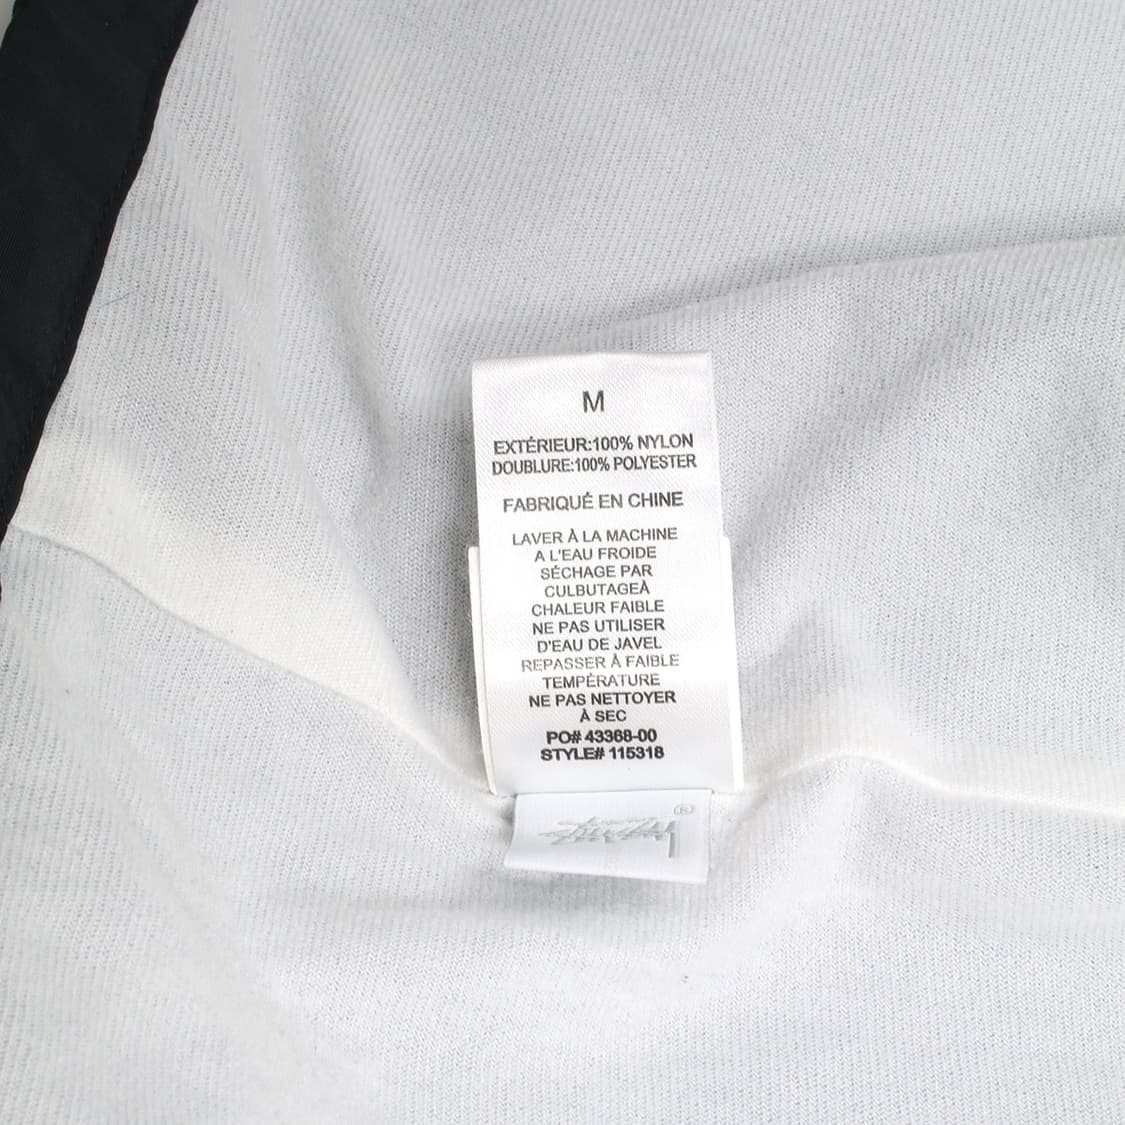 M
EXTÉRIEUR:100% NYLON
DOUBLURE:100% POLYESTER
FABRIQUÉ EN CHINE
LAVER À LA MACHINE
A L'EAU FROIDE
SÉCHAGE PAR
CULBUTAGEÀ
CHALEUR FAIBLE
NE PAS UTILISER
D'EAU DE JAVEL
REPASSER À FAIBLE
TEMPÉRATURE
NE PAS NETTOYER
À SEC
PO# 43368-00
STYLE# 115318
®